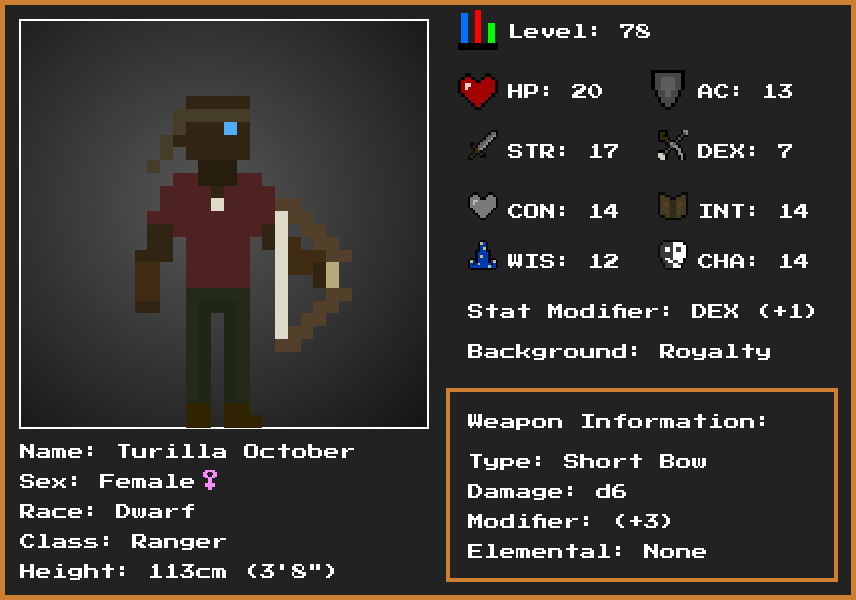 Level: 78
HP: 20 AC: 13
STR: 17 DEX: 7
CON: 14 INT: 14
WIS: 12 CHA: 14
Stat Modifier: DEX (+1)
Background: Royalty
Weapon Information:
Type: Short Bow
Damage: d6
Modifier: (+3)
Elemental: None
Name: Turilla October
Sex: Female♀
Race: Dwarf
Class: Ranger
Height: 113cm (3'8")